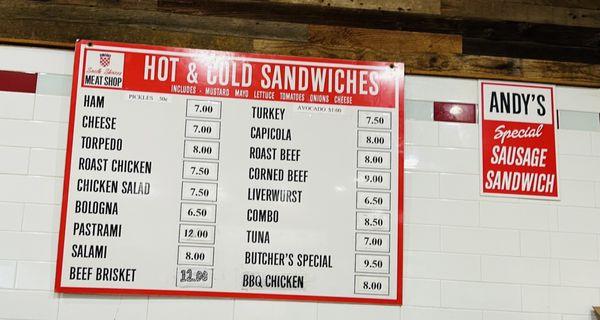 South Shore
MEAT SHOP
HOT & COLD SANDWICHES
INCLUDES - MUSTARD MAYO LETTUCE TOMATOES ONIONS CHEESE
PICKLES .50c
AVOCADO $1.00
HAM 7.00
CHEESE 7.00
TORPEDO 8.00
ROAST CHICKEN 7.50
CHICKEN SALAD 7.50
BOLOGNA 6.50
PASTRAMI 12.00
SALAMI 8.00
BEEF BRISKET 12.00
TURKEY 7.50
CAPICOLA 8.00
ROAST BEEF 8.00
CORNED BEEF 9.00
LIVERWURST 6.50
COMBO 8.50
TUNA 7.00
BUTCHER'S SPECIAL 9.50
BBQ CHICKEN 8.00
ANDY'S
Special
SAUSAGE
SANDWICH